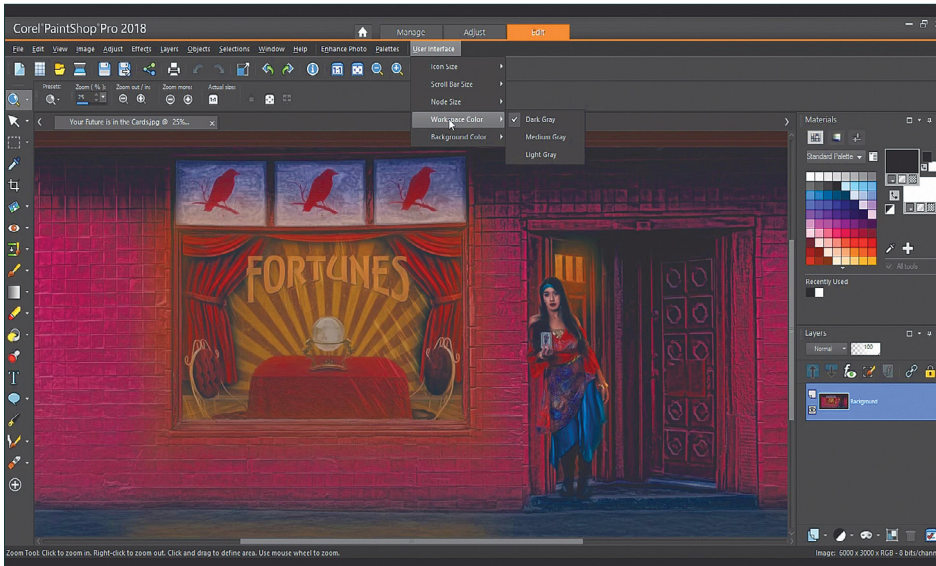 Corel PaintShop Pro 2018
Manage Adjust Edit
File Edit View Image Adjust Effects Layers Objects Selections Window Help Enhance Photo Palettes User Interface
Presets: Zoom ( % ): Zoom out / in: Zoom more: Actual size:
25
Icon Size
Scroll Bar Size
Node Size
Workspace Color
Background Color
Dark Gray
Medium Gray
Light Gray
Your Future is in the Cards.jpg @ 25%... x
FORTUNES
Materials
Standard Palette
All tools
Recently Used
Layers
Normal 100
Background
Zoom Tool: Click to zoom in. Right-click to zoom out. Click and drag to define area. Use mouse wheel to zoom.
Image: 6000 x 3000 x RGB - 8 bits/chann